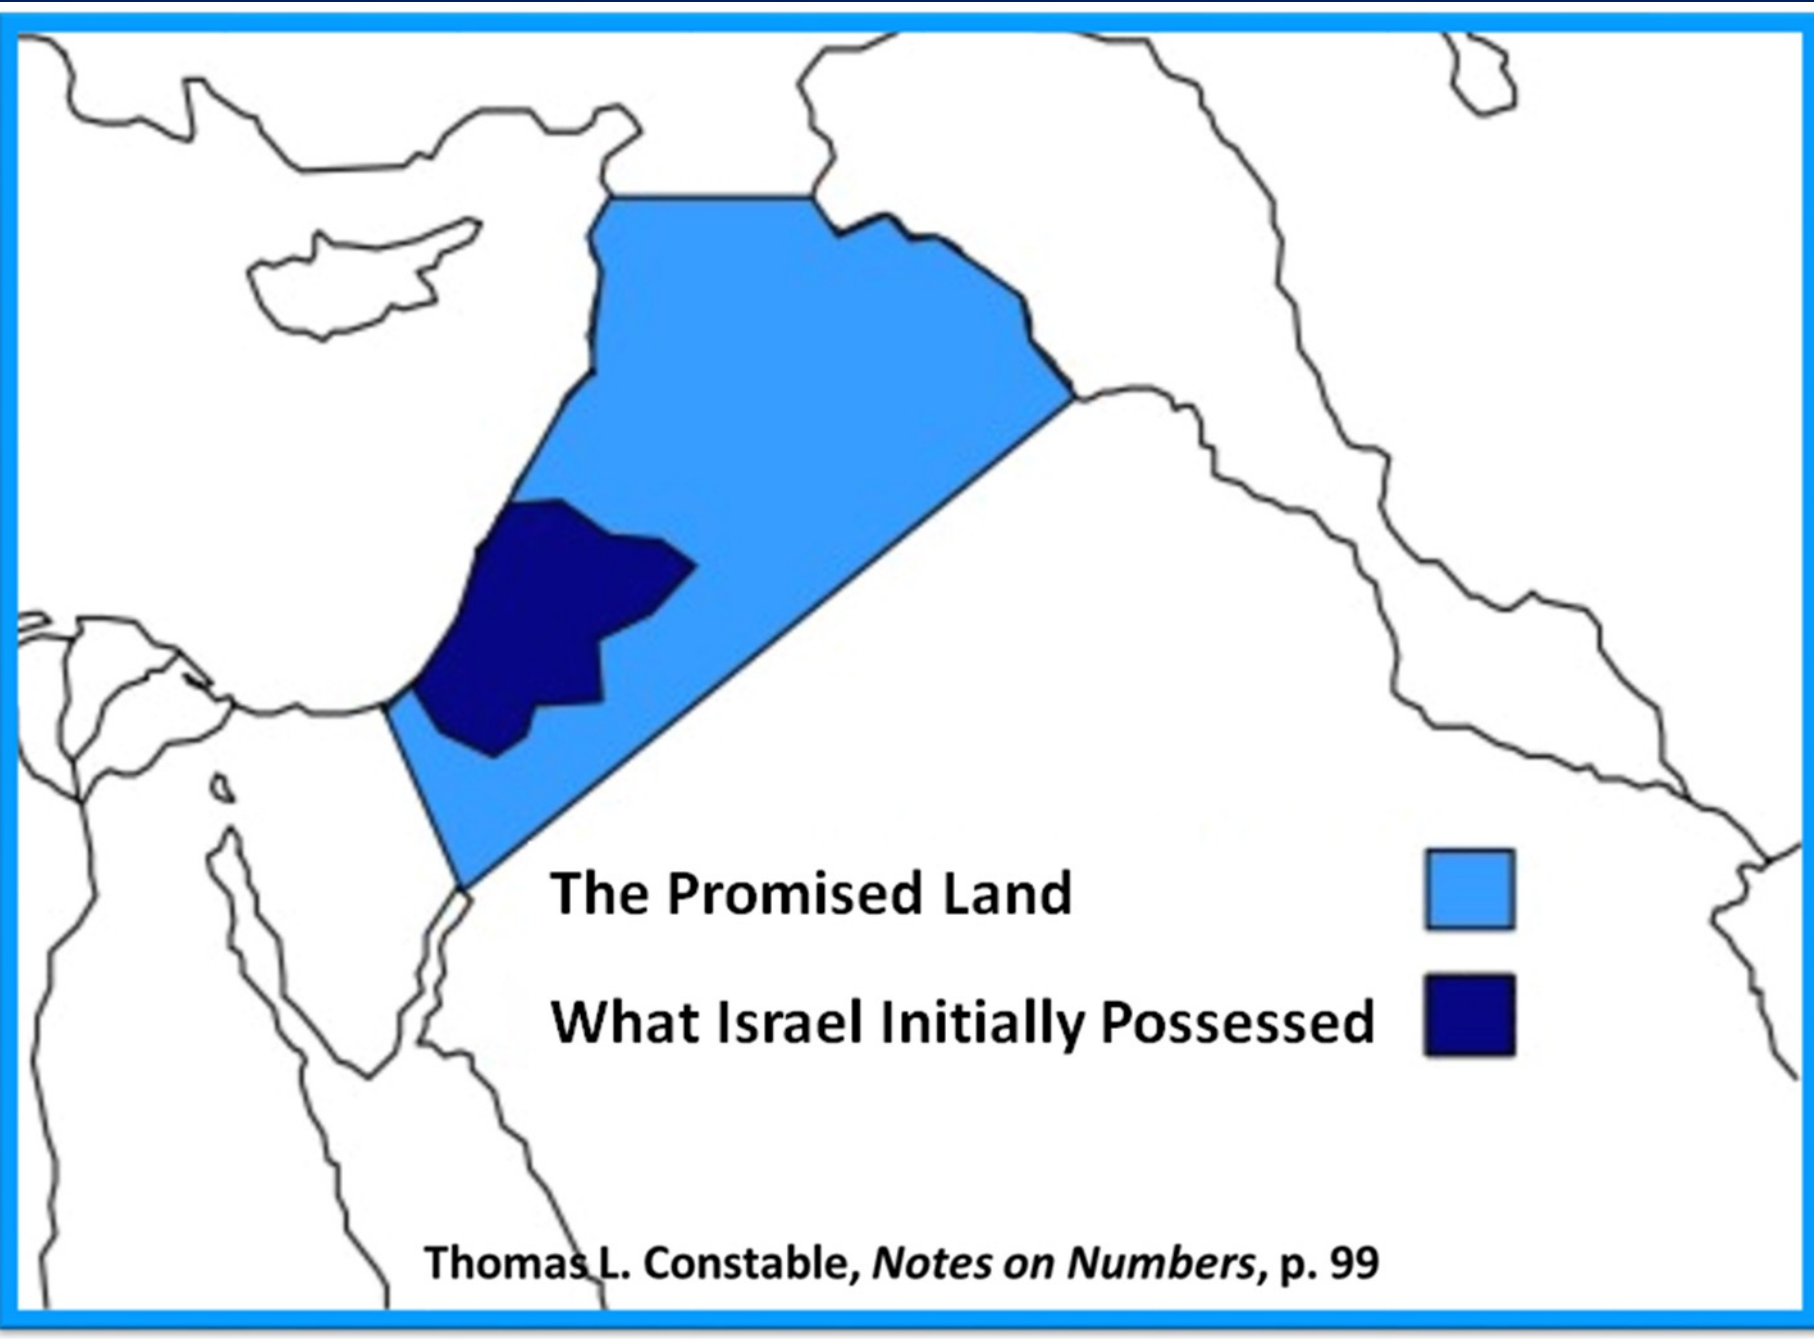 The Promised Land
What Israel Initially Possessed
Thomas L. Constable, Notes on Numbers, p. 99